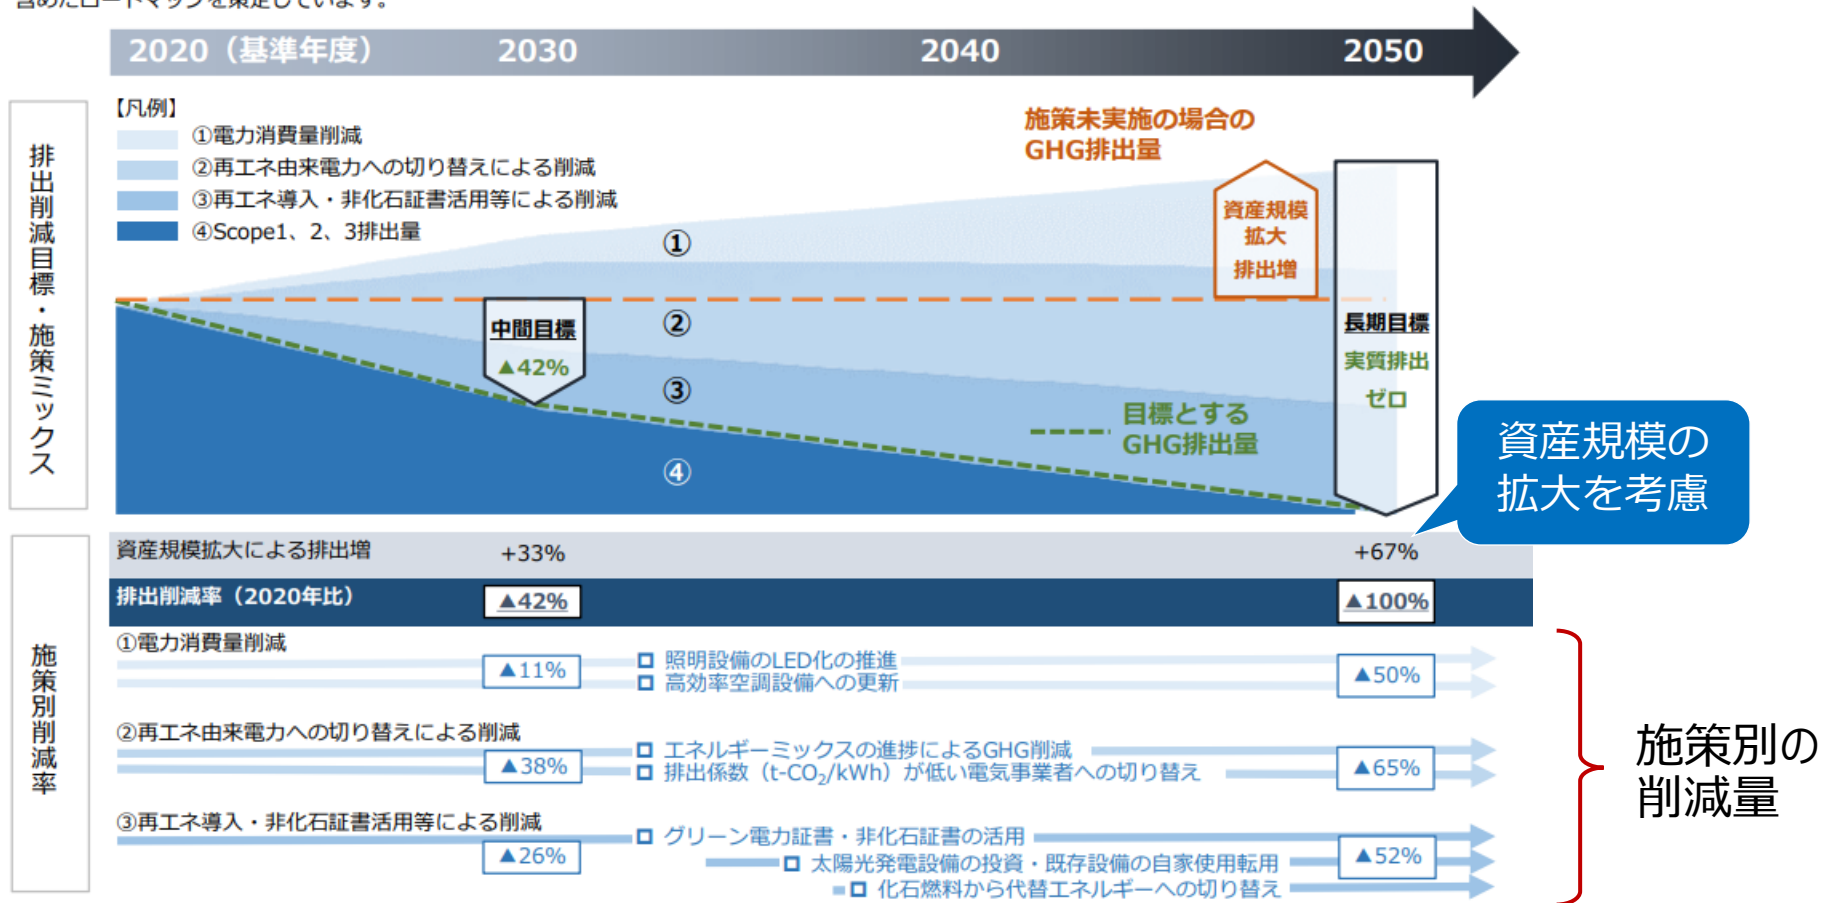 含めたロードマップを策定しています。
2020（基準年度） 2030 2040 2050
排出削減目標・施策ミックス
【凡例】
①電力消費量削減
②再エネ由来電力への切り替えによる削減
③再エネ導入・非化石証書活用等による削減
④Scope1、2、3排出量
施策未実施の場合の
GHG排出量
資産規模
拡大
排出増
①
②
③
④
中間目標
▲42%
長期目標
実質排出
ゼロ
目標とする
GHG排出量
資産規模の
拡大を考慮
施策別削減率
資産規模拡大による排出増 +33% +67%
排出削減率（2020年比） ▲42% ▲100%
①電力消費量削減
▲11%
照明設備のLED化の推進
高効率空調設備への更新
▲50%
②再エネ由来電力への切り替えによる削減
▲38%
エネルギーミックスの進捗によるGHG削減
排出係数（t-CO2/kWh）が低い電気事業者への切り替え
▲65%
③再エネ導入・非化石証書活用等による削減
▲26%
グリーン電力証書・非化石証書の活用
太陽光発電設備の投資・既存設備の自家使用転用
化石燃料から代替エネルギーへの切り替え
▲52%
施策別の
削減量